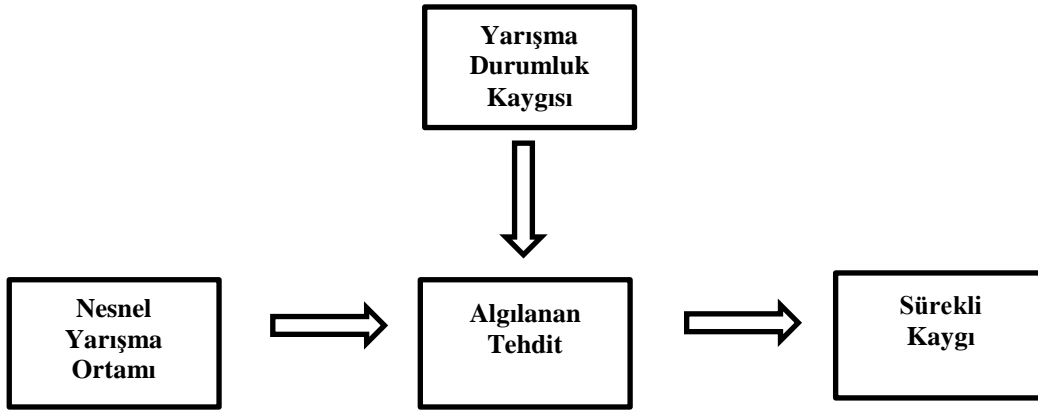 Yarışma
Durumluk
Kaygısı
Nesnel
Yarışma
Ortamı
Algılanan
Tehdit
Sürekli
Kaygı